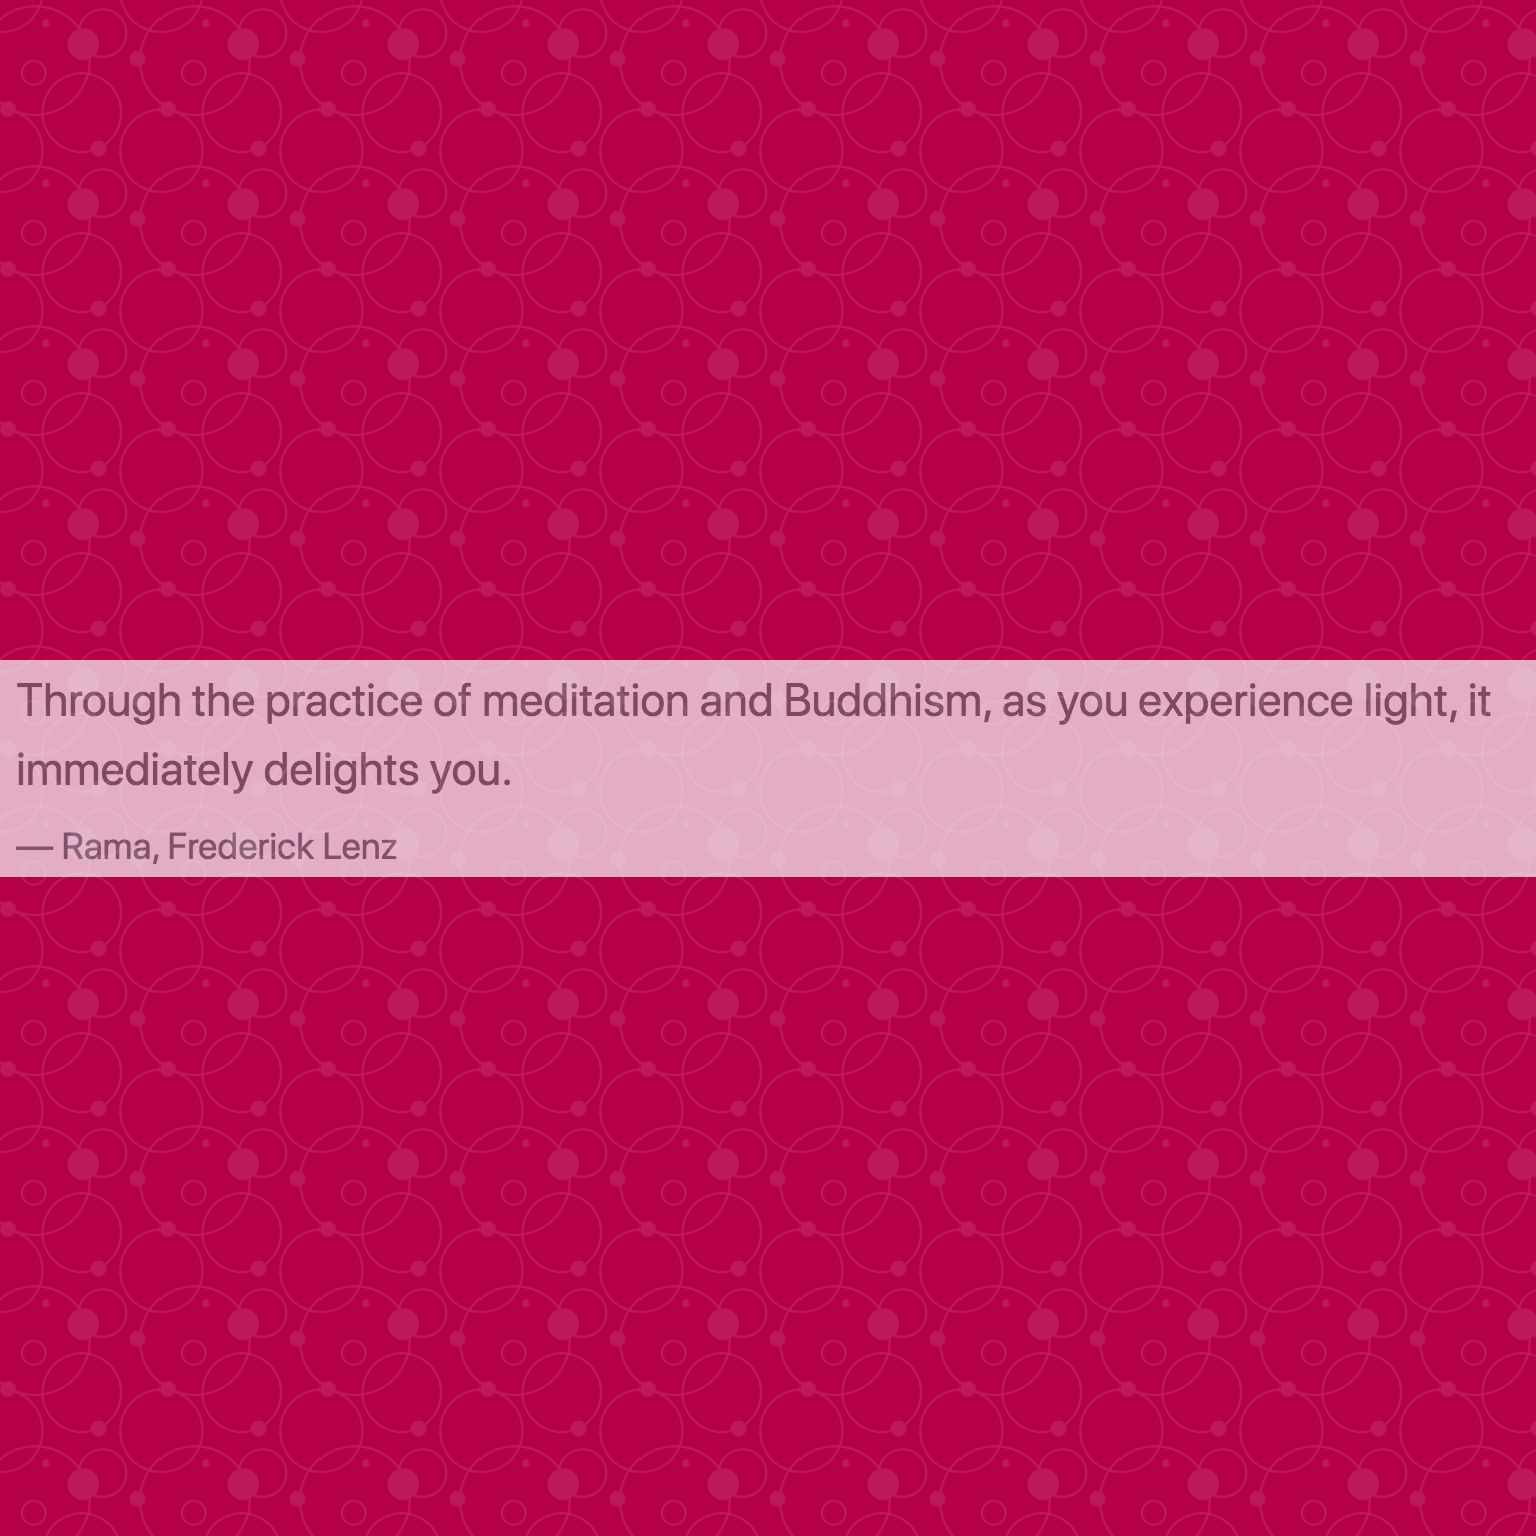 Through the practice of meditation and Buddhism, as you experience light, it
immediately delights you.
— Rama, Frederick Lenz